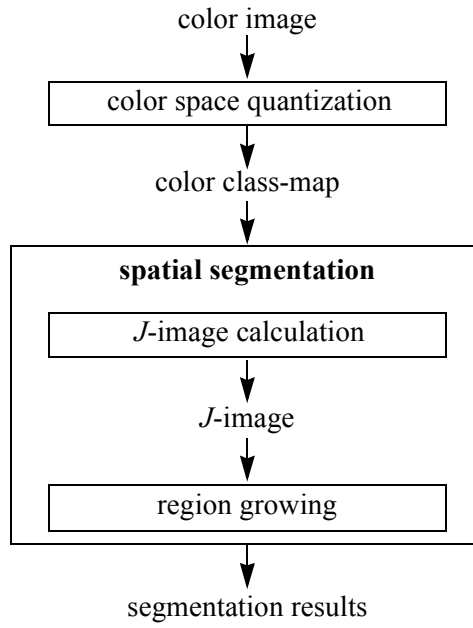 color image
color space quantization
color class-map
spatial segmentation
J-image calculation
J-image
region growing
segmentation results